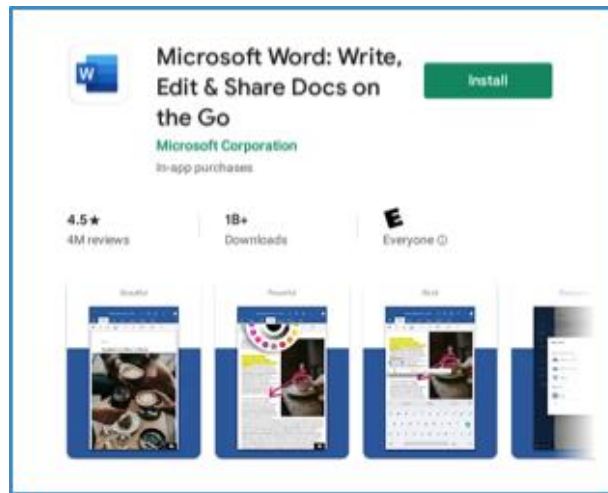 W
Microsoft Word: Write,
Edit & Share Docs on
the Go
Install
Microsoft Corporation
In-app purchases
4.5★
4M reviews
1B+
Downloads
E
Everyone
Beautiful
Powerful